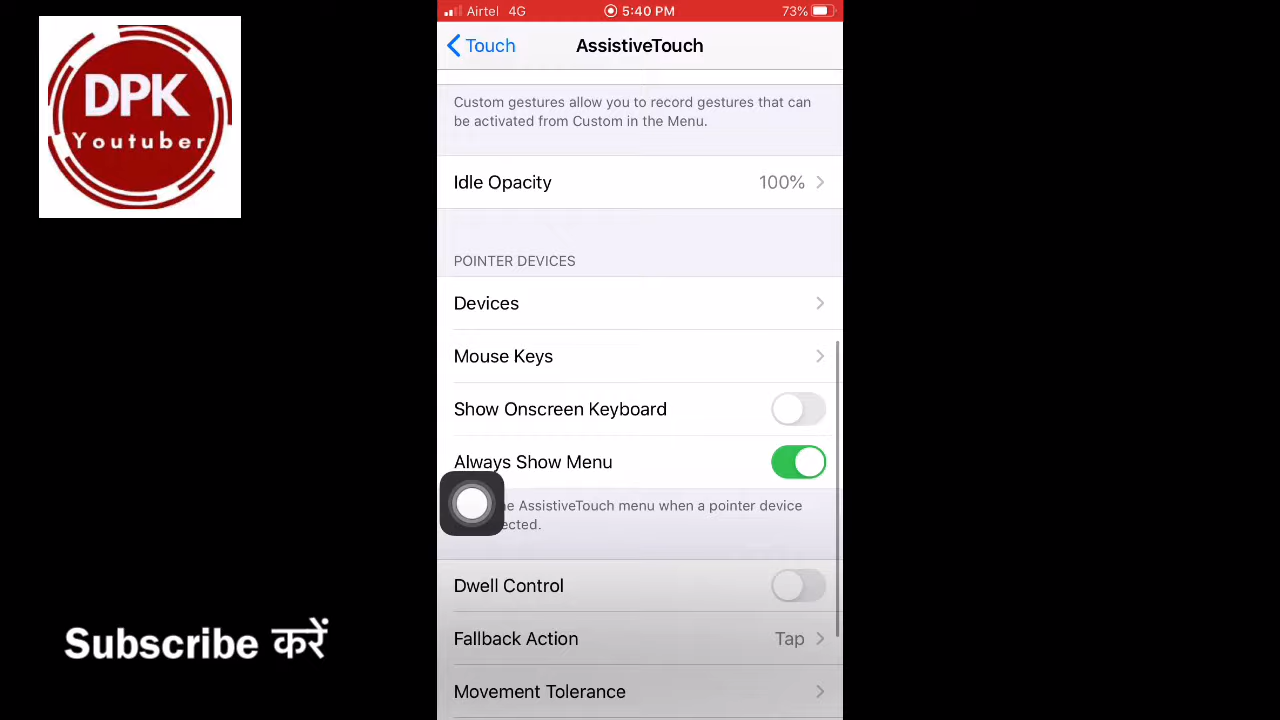 DPK
Youtuber
Airtel 4G 5:40 PM 73%
Touch AssistiveTouch
Custom gestures allow you to record gestures that can
be activated from Custom in the Menu.
Idle Opacity 100%
POINTER DEVICES
Devices
Mouse Keys
Show Onscreen Keyboard
Always Show Menu
AssistiveTouch menu when a pointer device
Dwell Control
Fallback Action Tap
Movement Tolerance
Subscribe करें